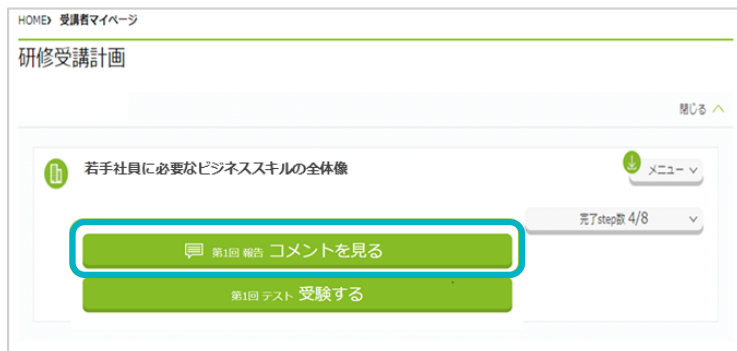 HOME› 受講者マイページ
研修受講計画
閉じる
若手社員に必要なビジネススキルの全体像
メニュー
完了step数 4/8
第1回 報告 コメントを見る
第1回 テスト 受験する